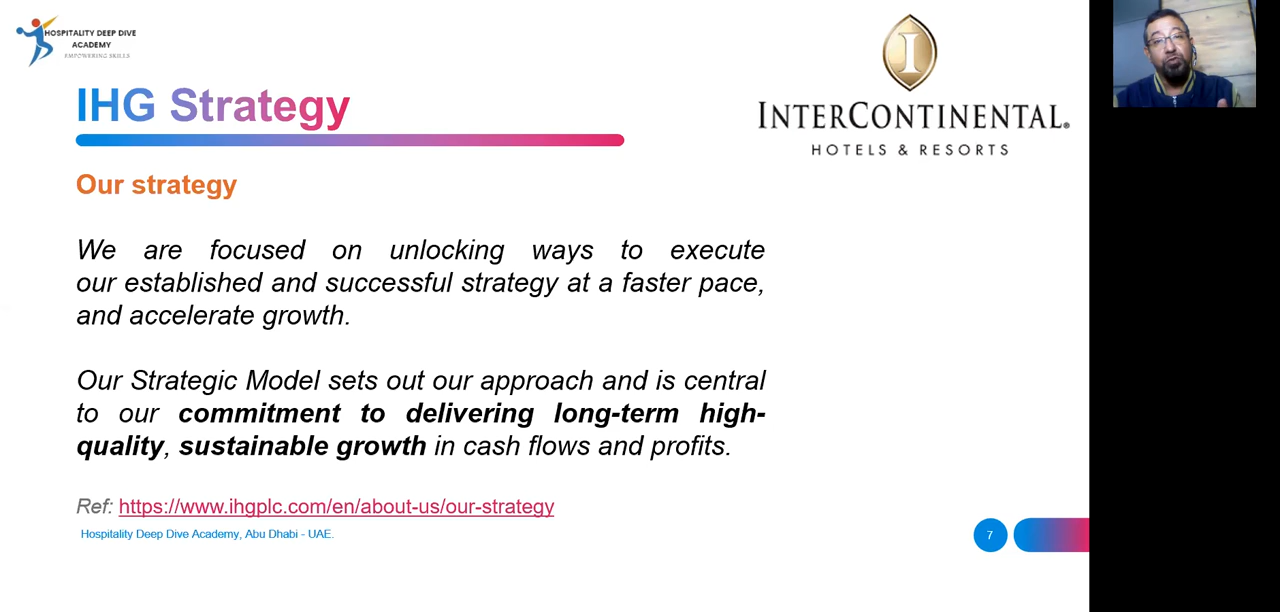 HOSPITALITY DEEP DIVE
ACADEMY
EMPOWERING SKILLS
I
INTERCONTINENTAL®
HOTELS & RESORTS
IHG Strategy
Our strategy
We are focused on unlocking ways to execute
our established and successful strategy at a faster pace,
and accelerate growth.
Our Strategic Model sets out our approach and is central
to our commitment to delivering long-term high-
quality, sustainable growth in cash flows and profits.
Ref: https://www.ihgplc.com/en/about-us/our-strategy
Hospitality Deep Dive Academy, Abu Dhabi - UAE.
7